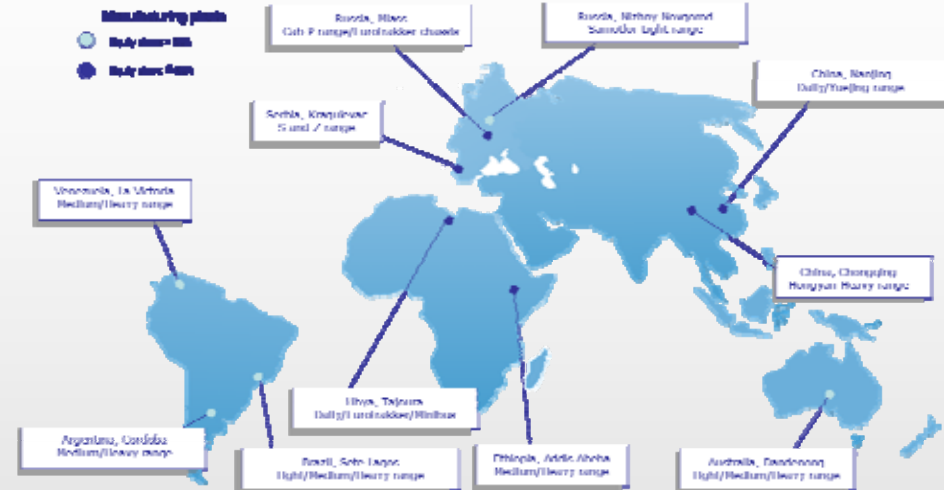 Manufacturing plants
Russia, Miass
Cab P range/Eurotrakker chassis
Russia, Nizhny Novgorod
Samotlor Light range
China, Nanjing
Daily/Yuejing range
Serbia, Kragujevac
S and Z range
Venezuela, La Victoria
Medium/Heavy range
China, Chongqing
Hongyan Heavy range
Libya, Tajoura
Daily/Eurotrakker/Minibus
Argentina, Cordoba
Medium/Heavy range
Brazil, Sete Lagos
Light/Medium/Heavy range
Ethiopia, Addis Abeba
Medium/Heavy range
Australia, Dandenong
Light/Medium/Heavy range